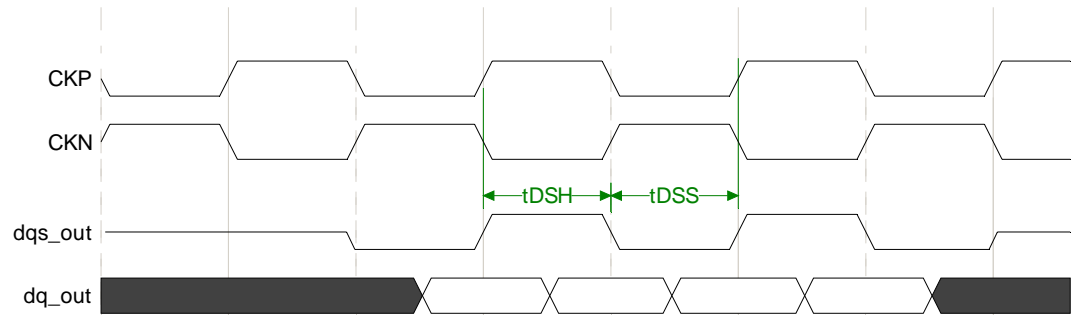 CKP
CKN
tDSH tDSS
dqs_out
dq_out